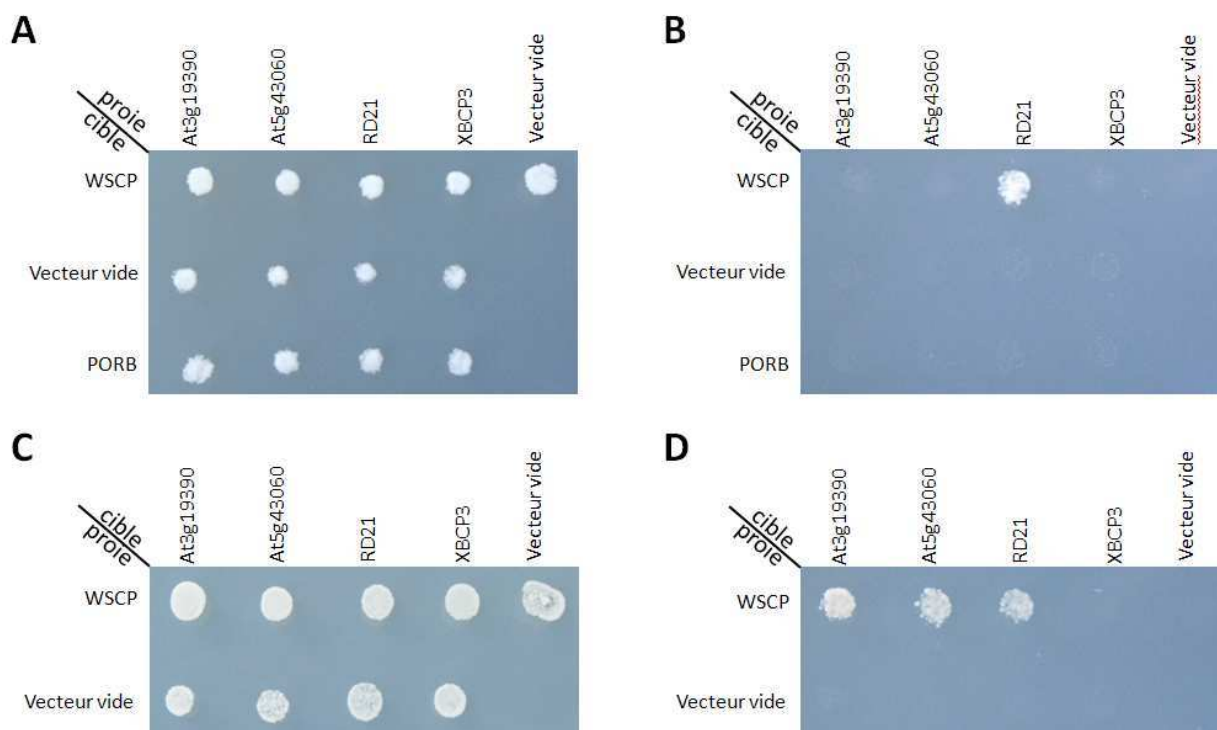 A
proie
cible
At3g19390
At5g43060
RD21
XBCP3
Vecteur vide
WSCP
Vecteur vide
PORB
B
proie
cible
At3g19390
At5g43060
RD21
XBCP3
Vecteur vide
WSCP
Vecteur vide
PORB
C
cible
proie
At3g19390
At5g43060
RD21
XBCP3
Vecteur vide
WSCP
Vecteur vide
D
cible
proie
At3g19390
At5g43060
RD21
XBCP3
Vecteur vide
WSCP
Vecteur vide